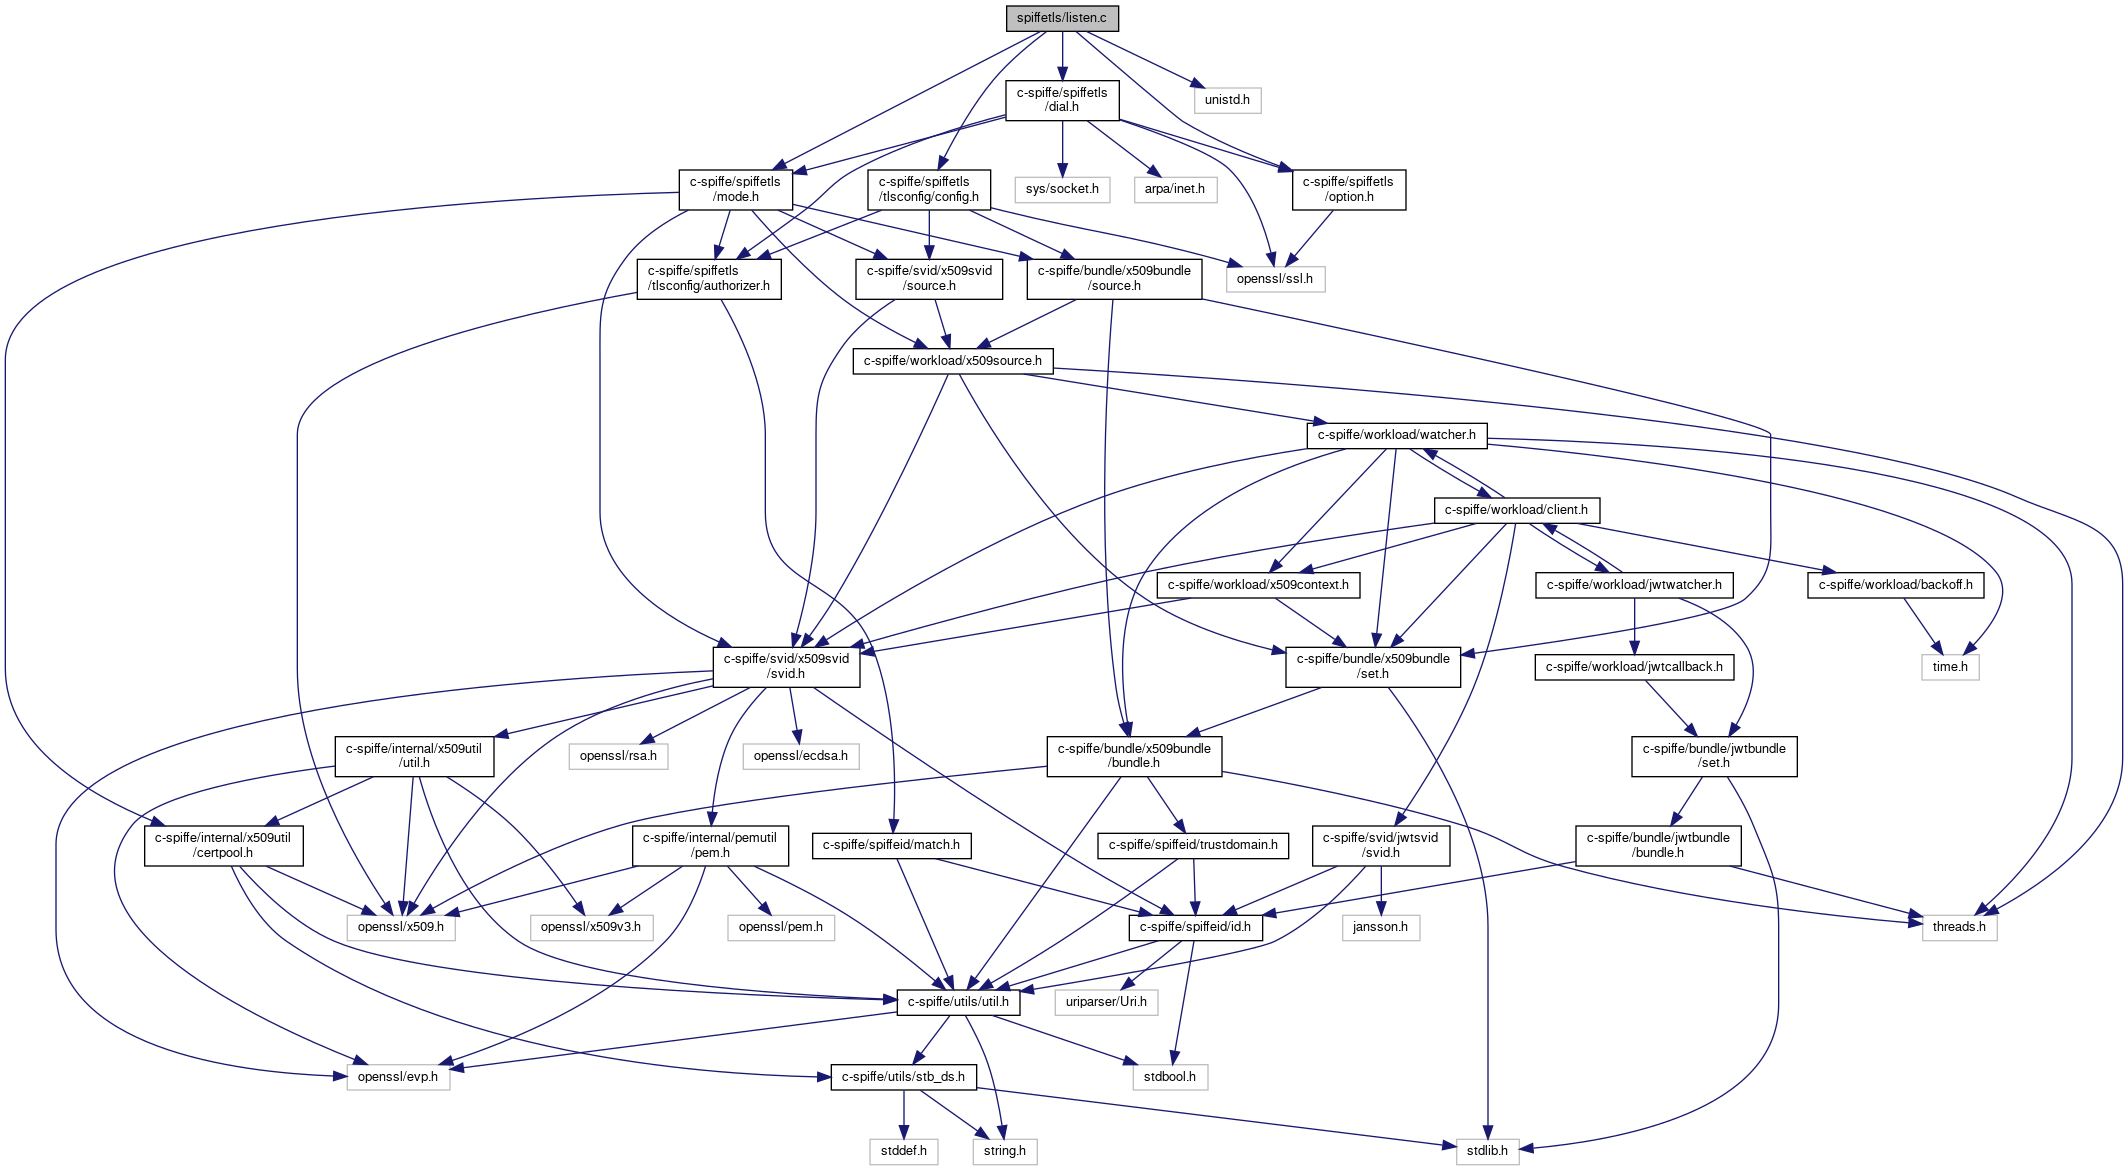 spiffetls/listen.c
c-spiffe/spiffetls
/dial.h
unistd.h
c-spiffe/spiffetls
/mode.h
c-spiffe/spiffetls
/tlsconfig/config.h
sys/socket.h
arpa/inet.h
c-spiffe/spiffetls
/option.h
c-spiffe/spiffetls
/tlsconfig/authorizer.h
c-spiffe/svid/x509svid
/source.h
c-spiffe/bundle/x509bundle
/source.h
openssl/ssl.h
c-spiffe/workload/x509source.h
c-spiffe/workload/watcher.h
c-spiffe/workload/client.h
c-spiffe/workload/x509context.h
c-spiffe/workload/jwtwatcher.h
c-spiffe/workload/backoff.h
c-spiffe/svid/x509svid
/svid.h
c-spiffe/bundle/x509bundle
/set.h
c-spiffe/workload/jwtcallback.h
time.h
c-spiffe/internal/x509util
/util.h
openssl/rsa.h
openssl/ecdsa.h
c-spiffe/bundle/x509bundle
/bundle.h
c-spiffe/bundle/jwtbundle
/set.h
c-spiffe/internal/x509util
/certpool.h
c-spiffe/internal/pemutil
/pem.h
c-spiffe/spiffeid/match.h
c-spiffe/spiffeid/trustdomain.h
c-spiffe/svid/jwtsvid
/svid.h
c-spiffe/bundle/jwtbundle
/bundle.h
openssl/x509.h
openssl/x509v3.h
openssl/pem.h
c-spiffe/spiffeid/id.h
jansson.h
threads.h
c-spiffe/utils/util.h
uriparser/Uri.h
openssl/evp.h
c-spiffe/utils/stb_ds.h
stdbool.h
stddef.h
string.h
stdlib.h